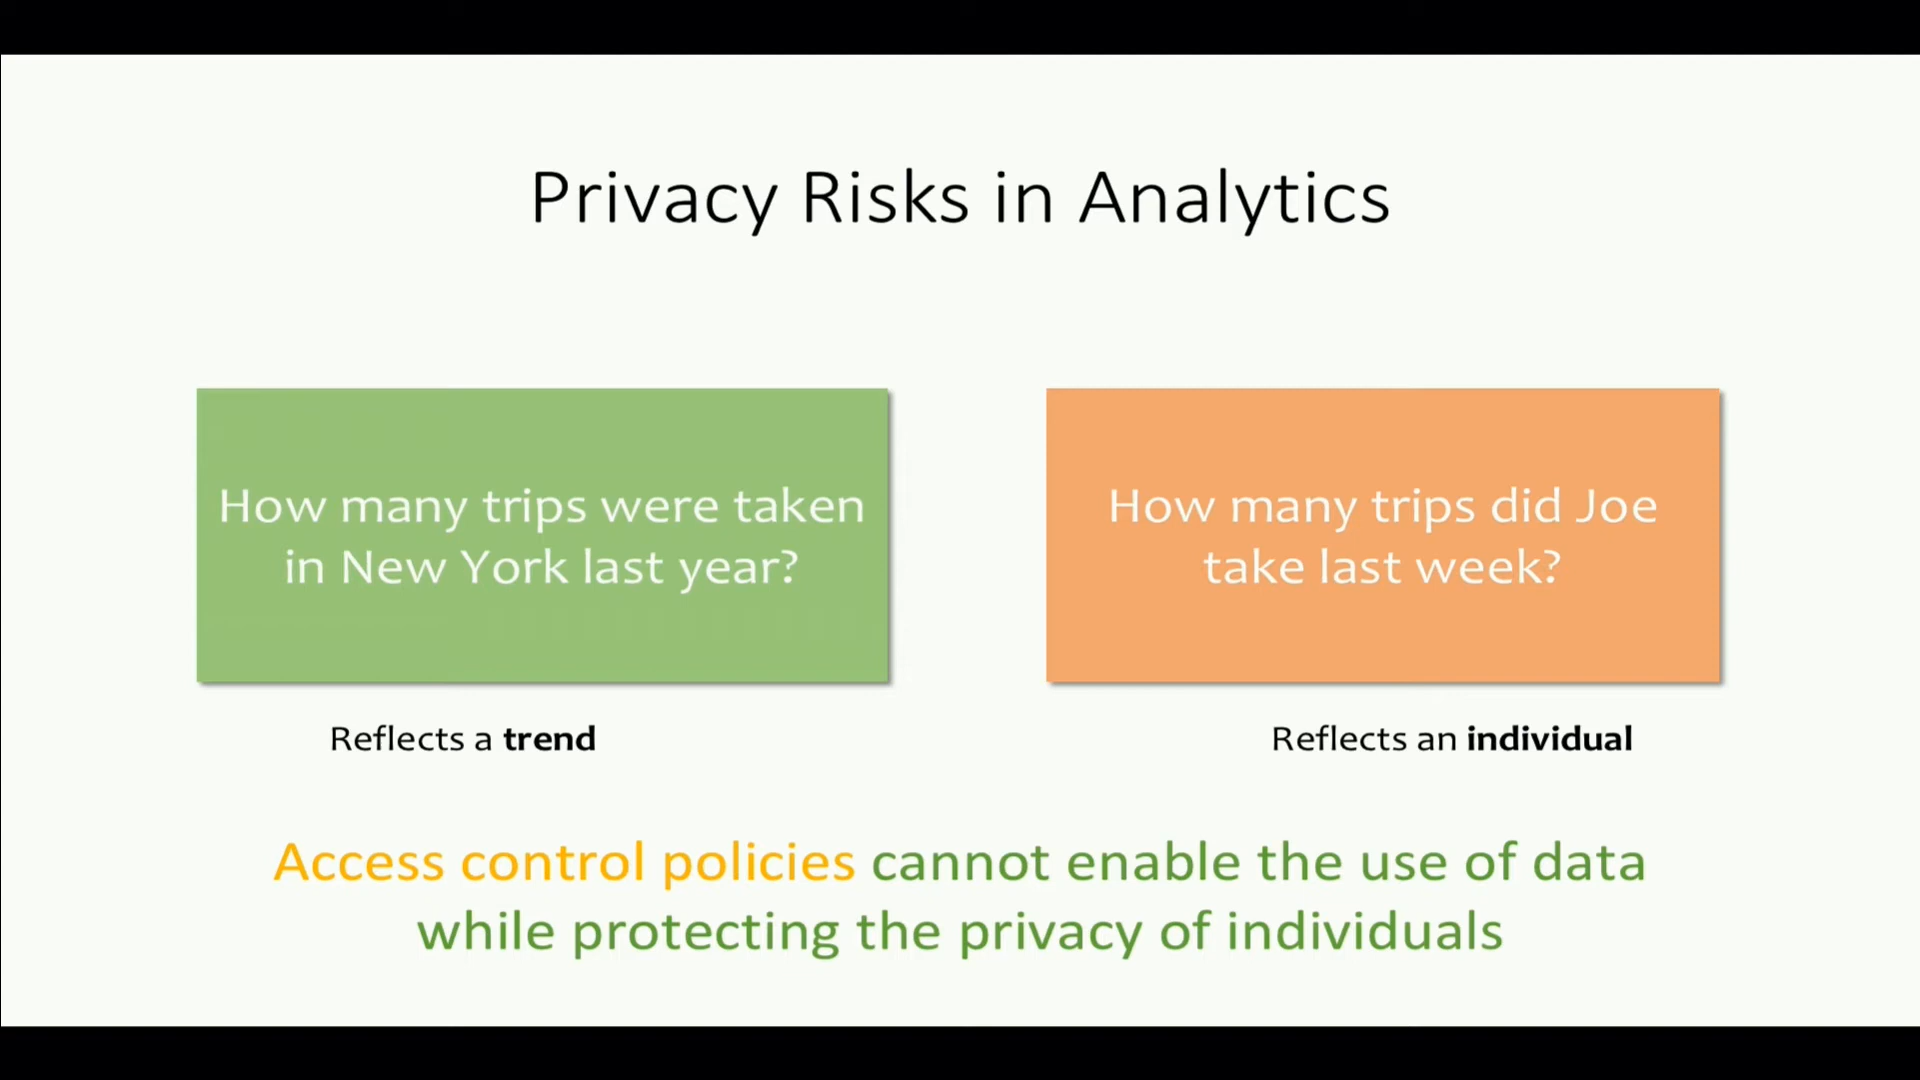 Privacy Risks in Analytics
How many trips were taken
in New York last year?
How many trips did Joe
take last week?
Reflects a trend
Reflects an individual
Access control policies cannot enable the use of data
while protecting the privacy of individuals